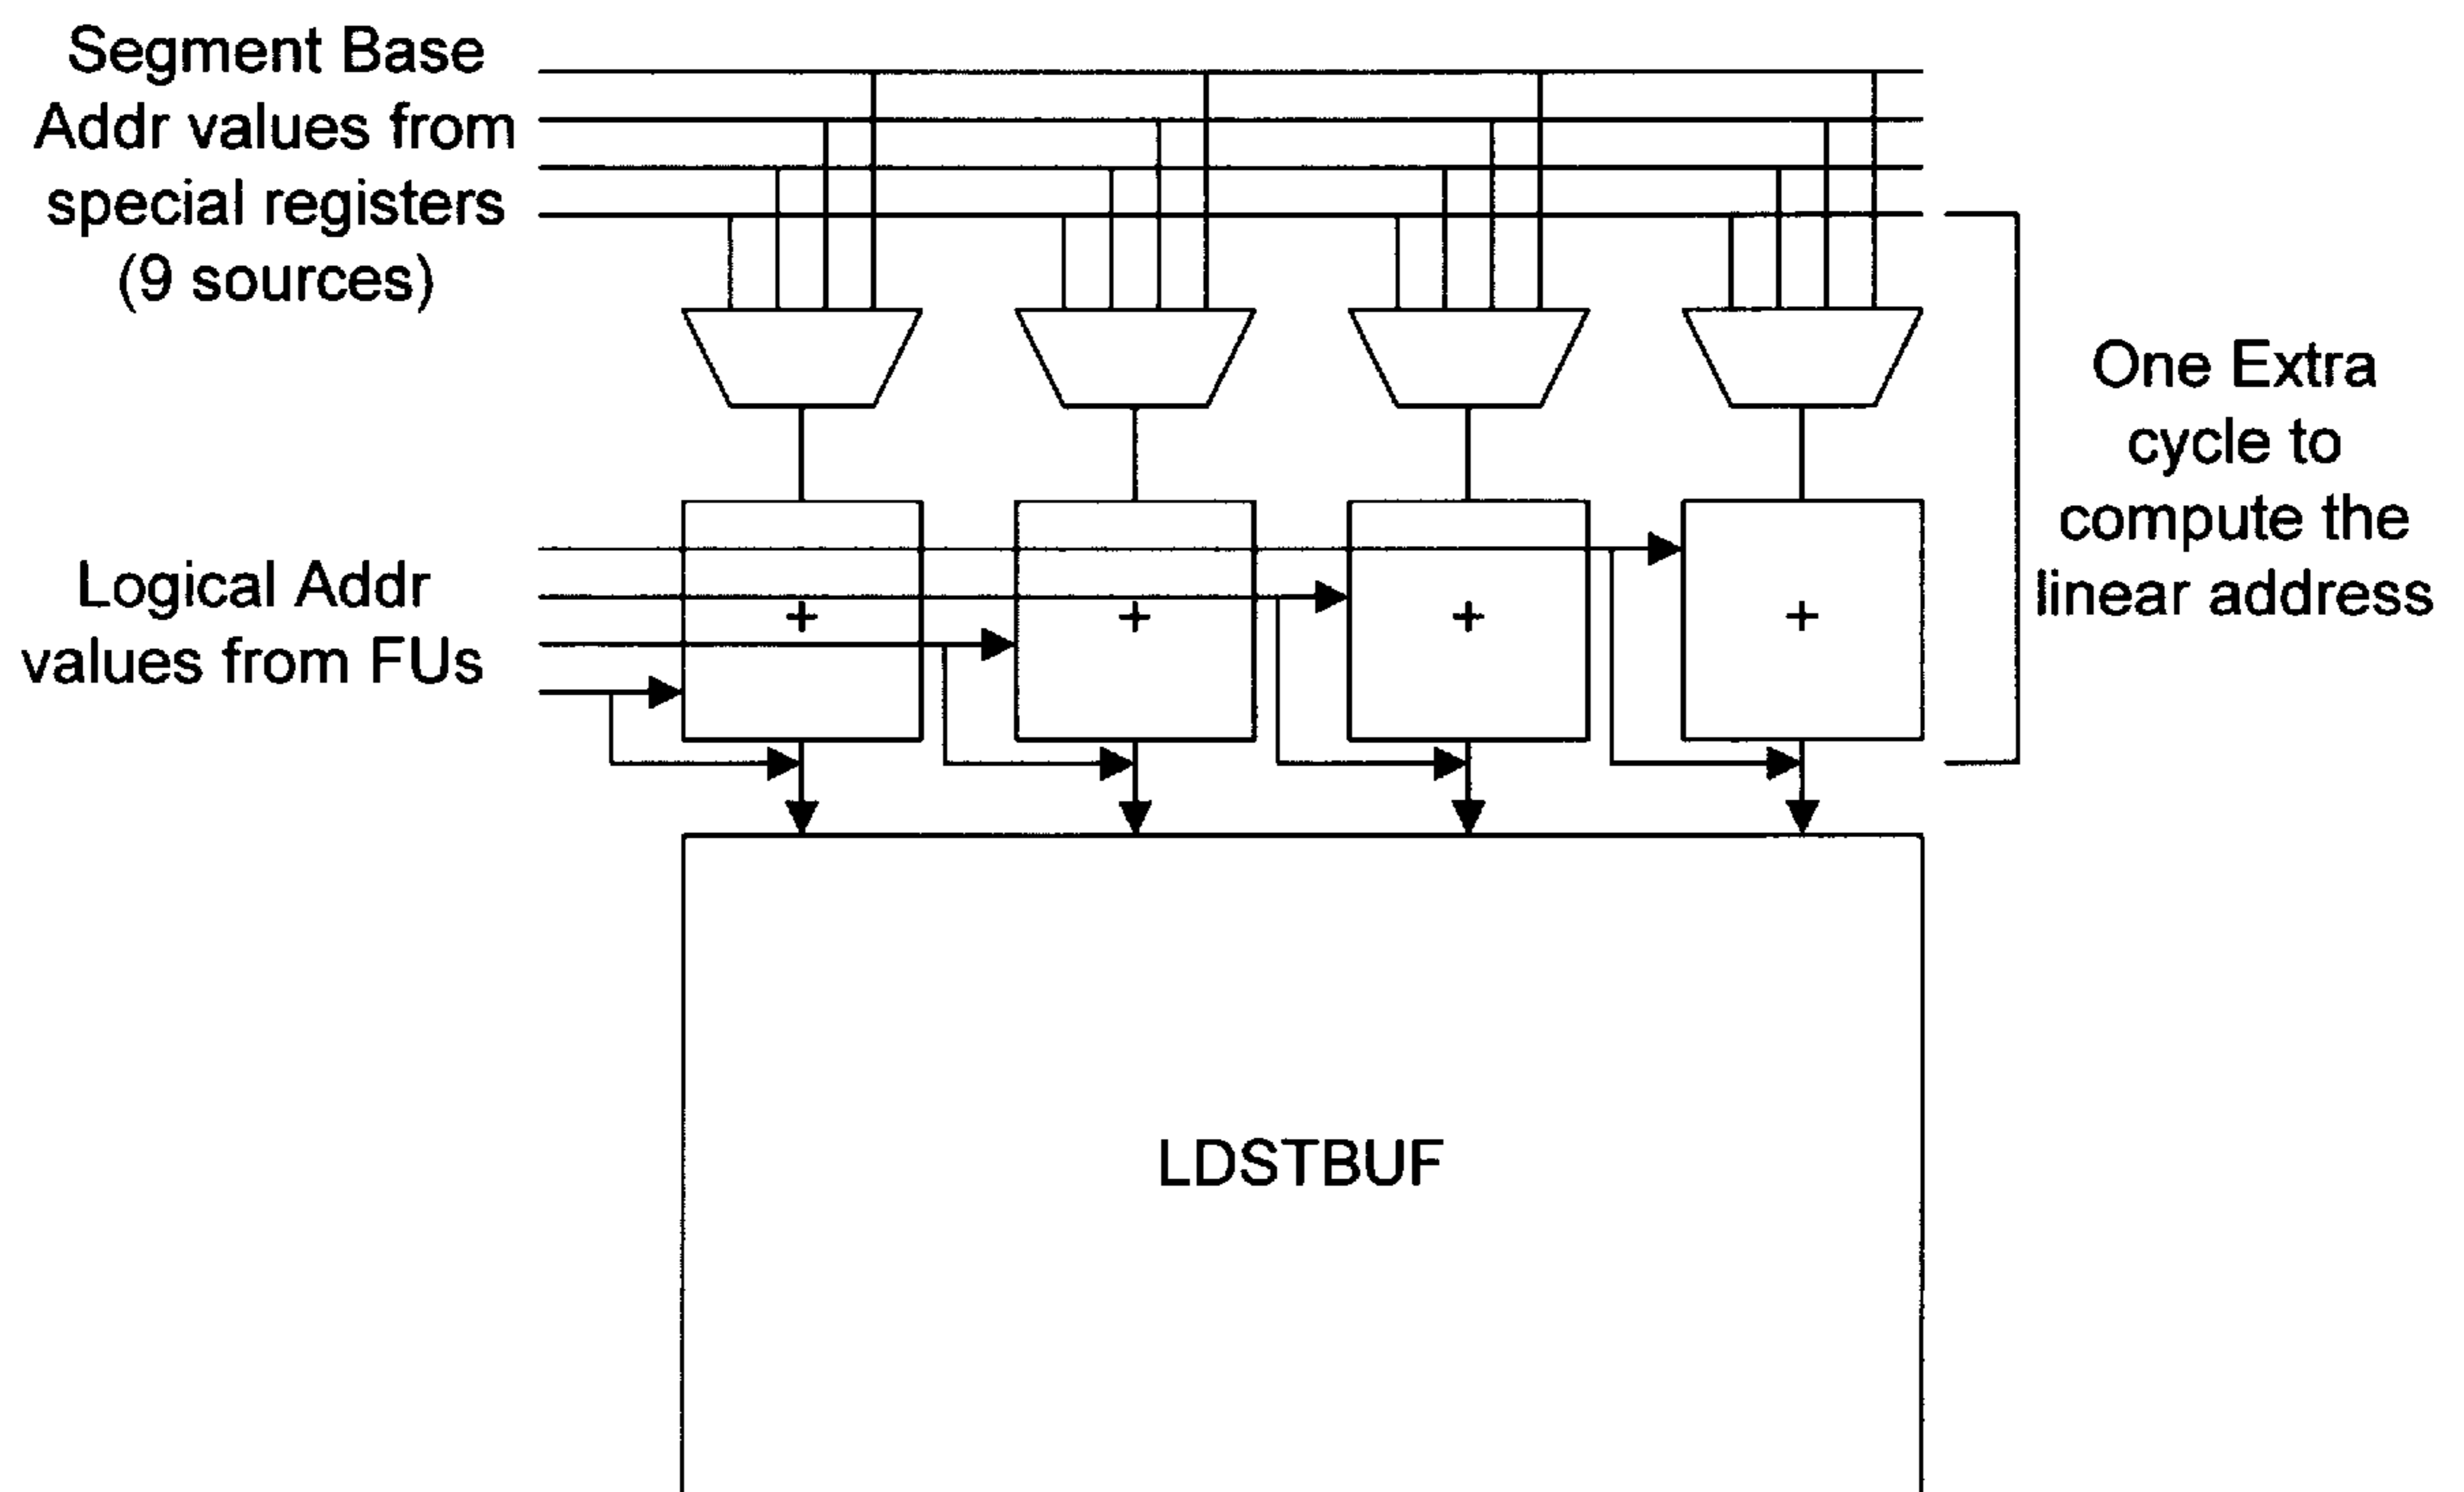 Segment Base
Addr values from
special registers
(9 sources)
One Extra
cycle to
compute the
linear address
Logical Addr
values from FUs
+ + + +
LDSTBUF